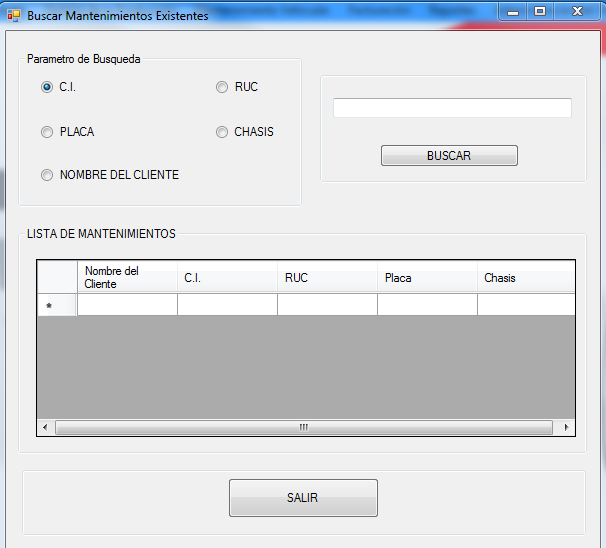 Buscar Mantenimientos Existentes
Parametro de Busqueda
C.I.
RUC
PLACA
CHASIS
NOMBRE DEL CLIENTE
BUSCAR
LISTA DE MANTENIMIENTOS
Nombre del
Cliente
C.I.
RUC
Placa
Chasis
*
SALIR